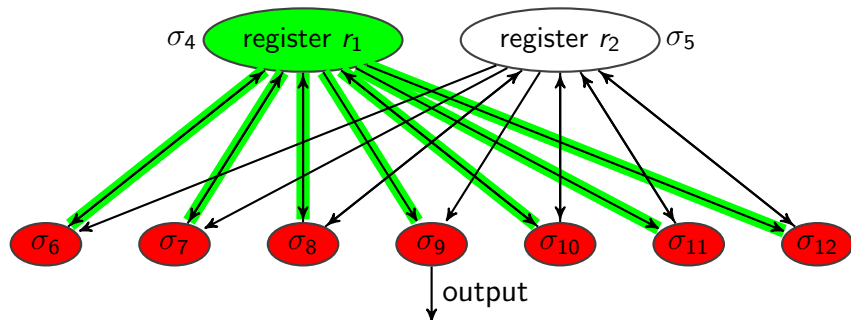 σ₄ register r₁ register r₂ σ₅
σ₆ σ₇ σ₈ σ₉ σ₁₀ σ₁₁ σ₁₂
output